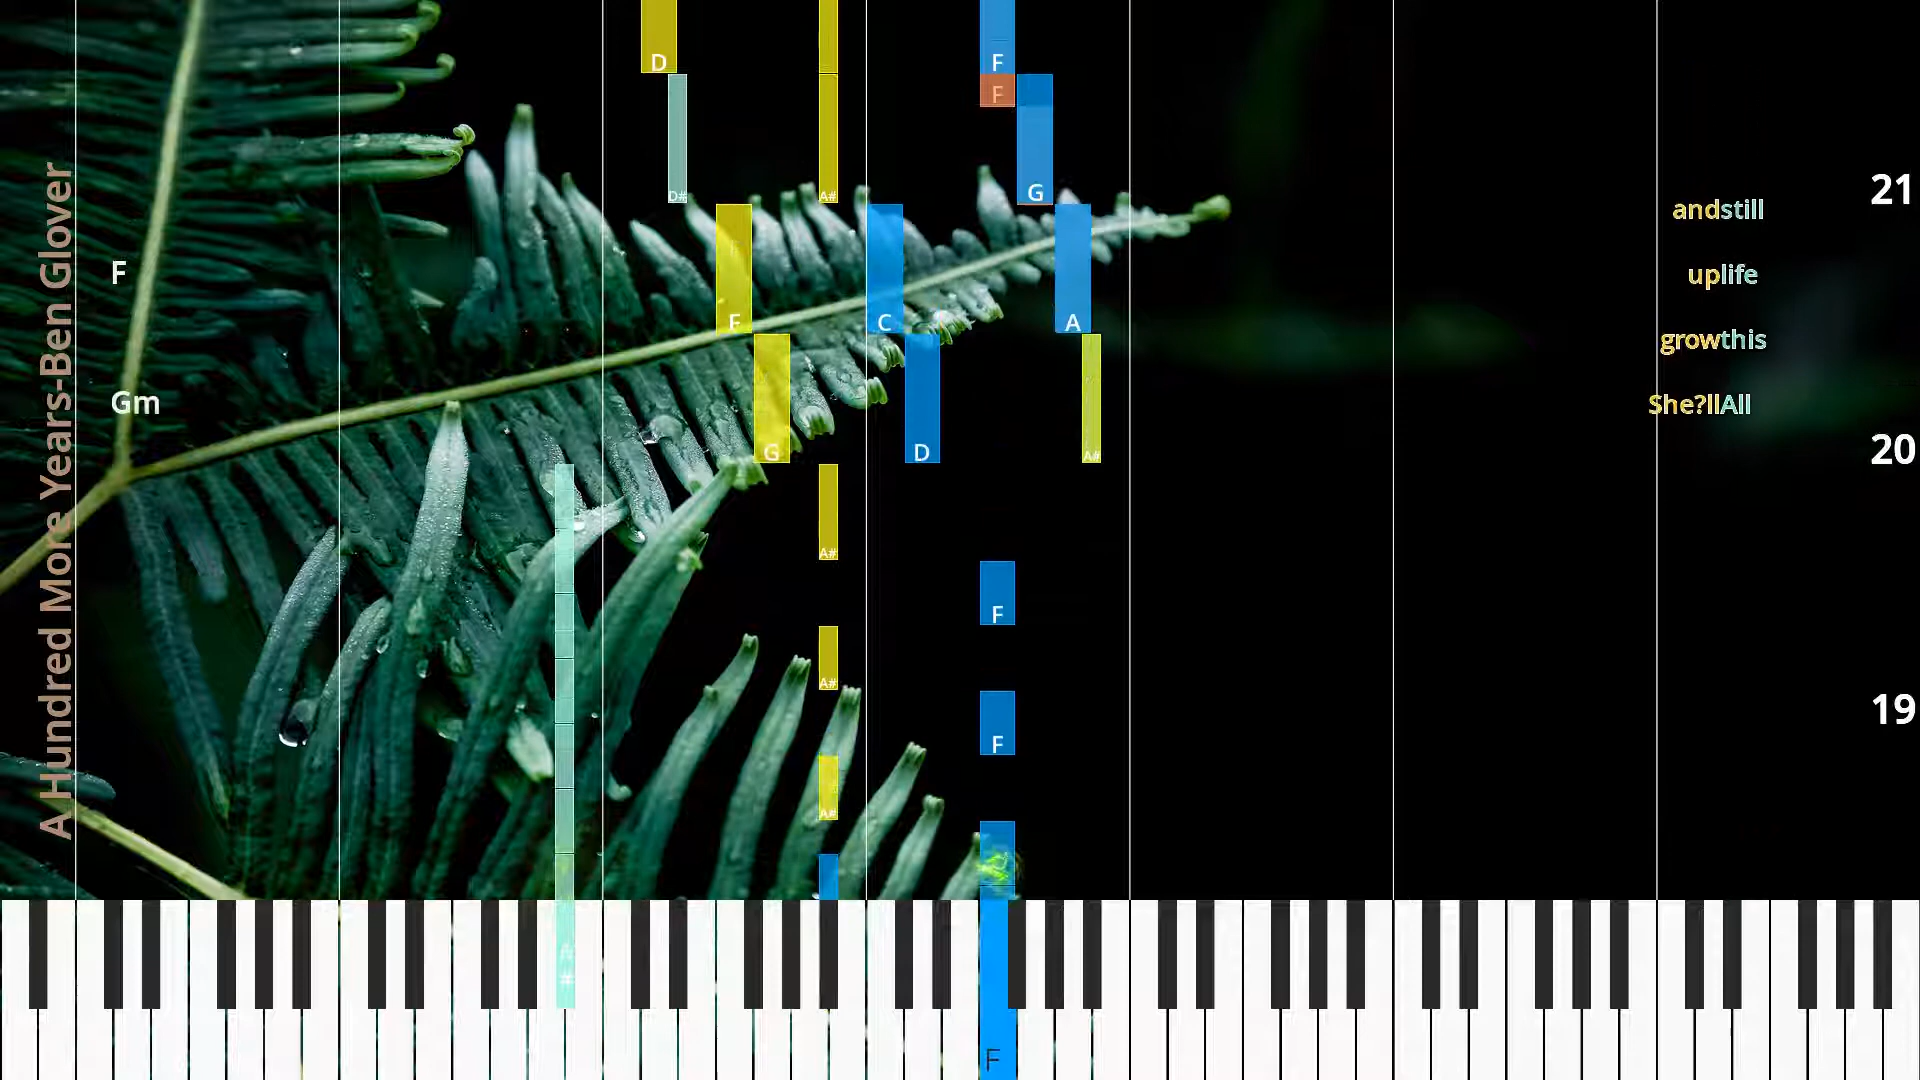 A Hundred More Years-Ben Glover
D
F
F
D#
A#
G
21
andstill
F
uplife
F
C
A
growthis
Gm
She?llAll
G
D
A#
20
A#
F
A#
19
F
A#
F